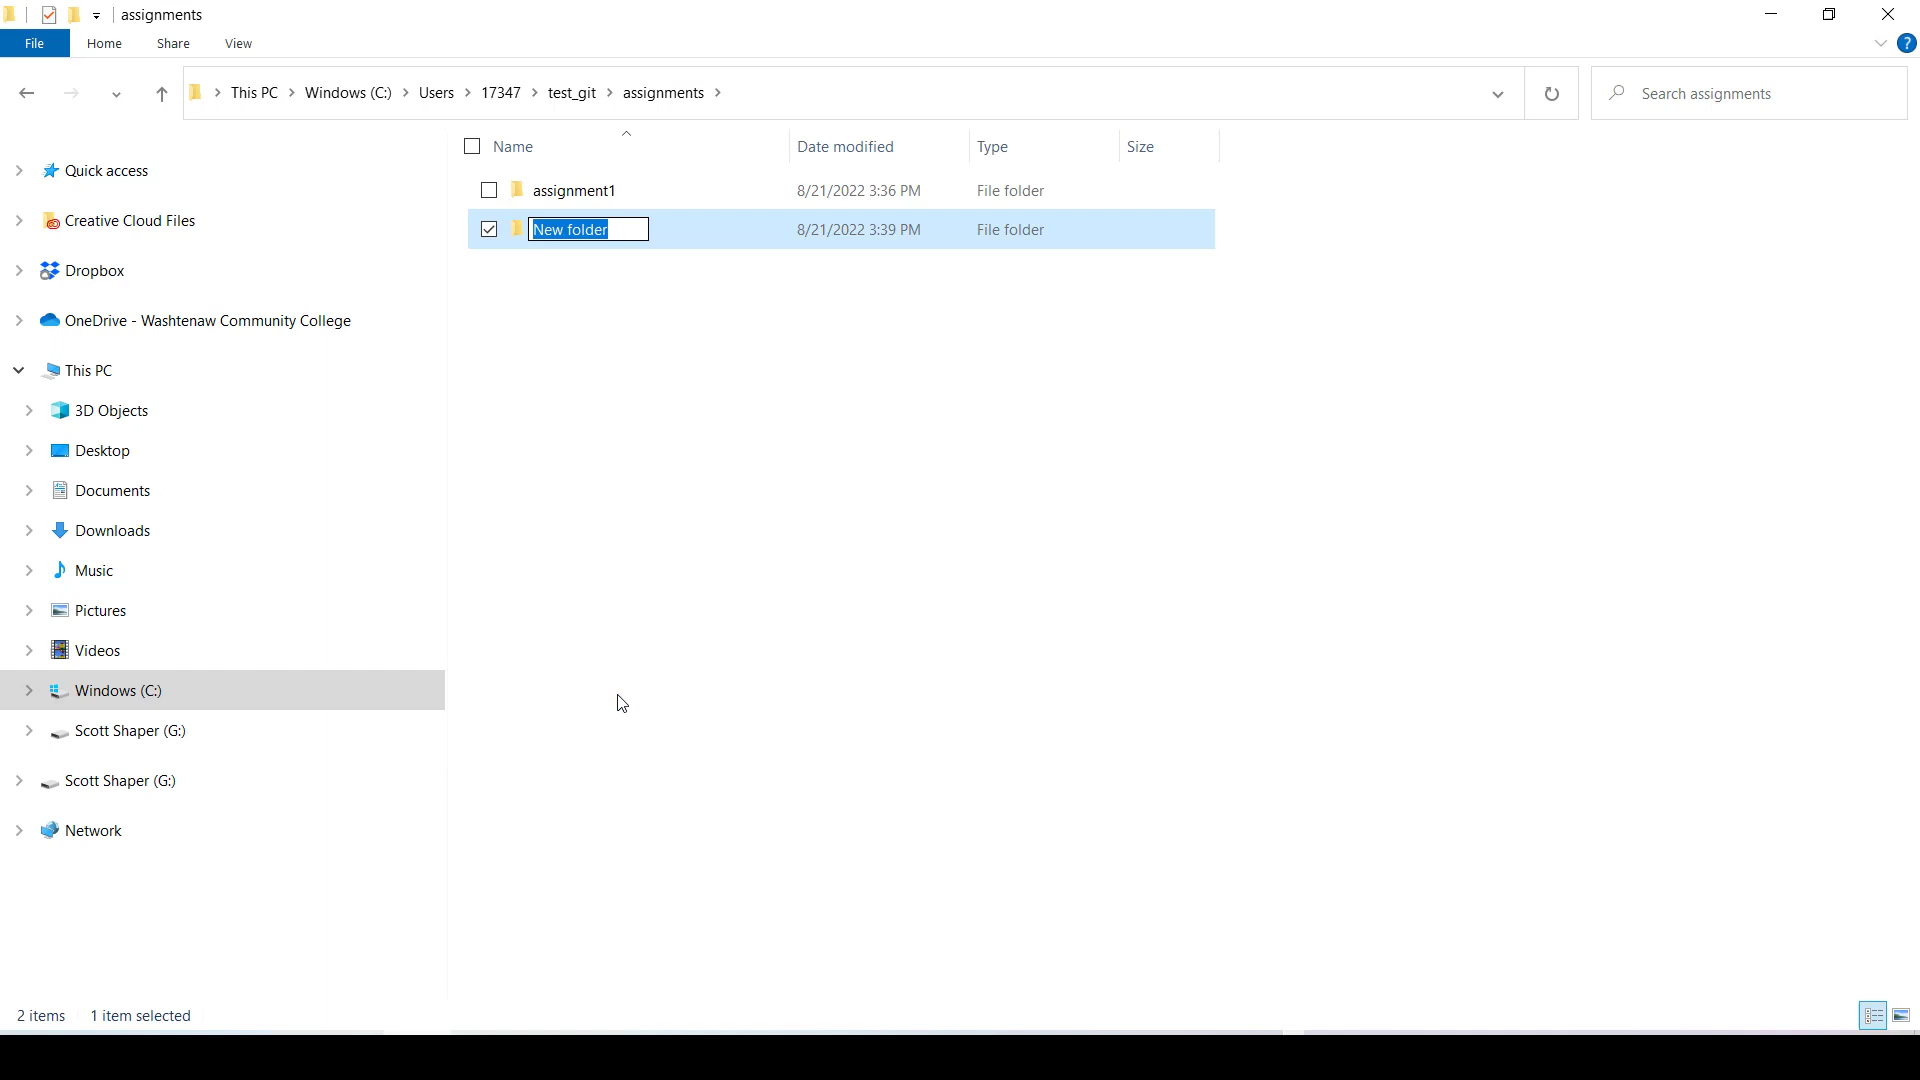 assignments
File Home Share View ?
This PC Windows (C:) Users 17347 test_git assignments
Search assignments
Name Date modified Type Size
assignment1 8/21/2022 3:36 PM File folder
New folder 8/21/2022 3:39 PM File folder
Quick access
Creative Cloud Files
Dropbox
OneDrive - Washtenaw Community College
This PC
3D Objects
Desktop
Documents
Downloads
Music
Pictures
Videos
Windows (C:)
Scott Shaper (G:)
Scott Shaper (G:)
Network
2 items 1 item selected